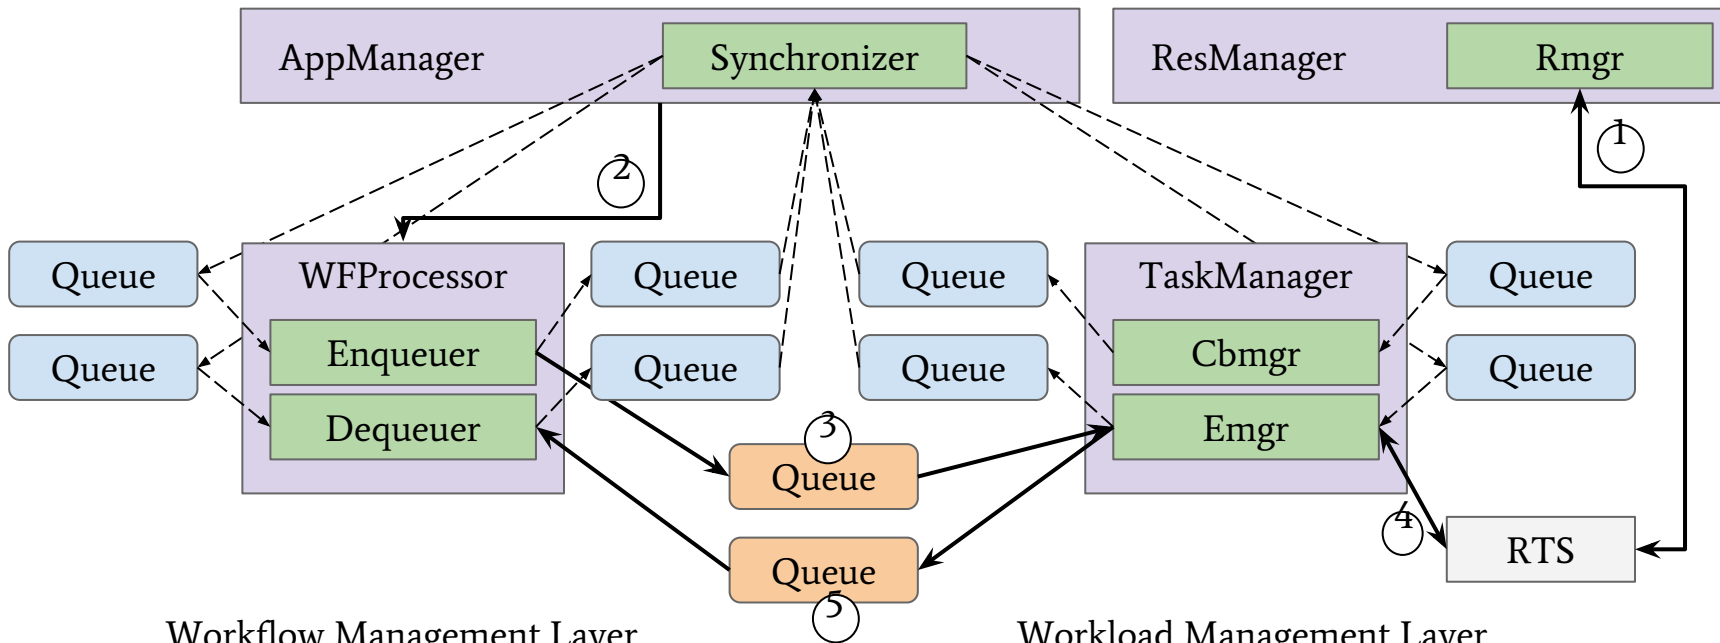 AppManager
Synchronizer
ResManager
Rmgr
1
2
Queue
WFProcessor
Queue
Queue
TaskManager
Queue
Queue
Enqueuer
Queue
Queue
Cbmgr
Queue
Dequeuer
3
Emgr
Queue
4
RTS
Queue
5
Workflow Management Layer
Workload Management Layer